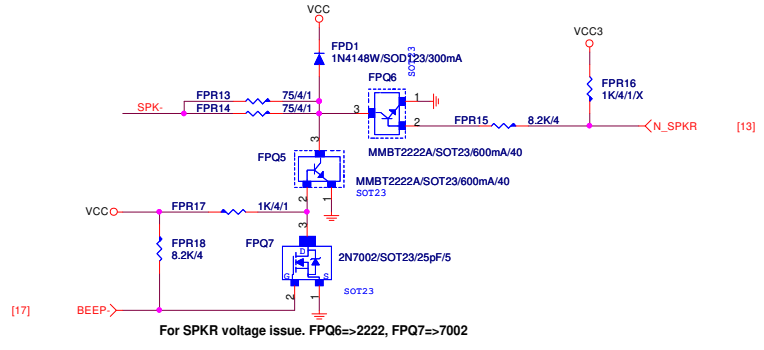 VCC
FPD1
1N4148W/SOD123/300mA
SOT23
FPQ6
VCC3
FPR16
1K/4/1/X
FPR13 75/4/1
SPK-
FPR14 75/4/1
3
1
2
FPR15 8.2K/4
N_SPKR [13]
3
MMBT2222A/SOT23/600mA/40
FPQ5
MMBT2222A/SOT23/600mA/40
SOT23
2 1
VCC
FPR17 1K/4/1
3
FPR18
8.2K/4
FPQ7
D
2N7002/SOT23/25pF/5
G S
SOT23
2 1
[17] BEEP-
For SPKR voltage issue. FPQ6=>2222, FPQ7=>7002